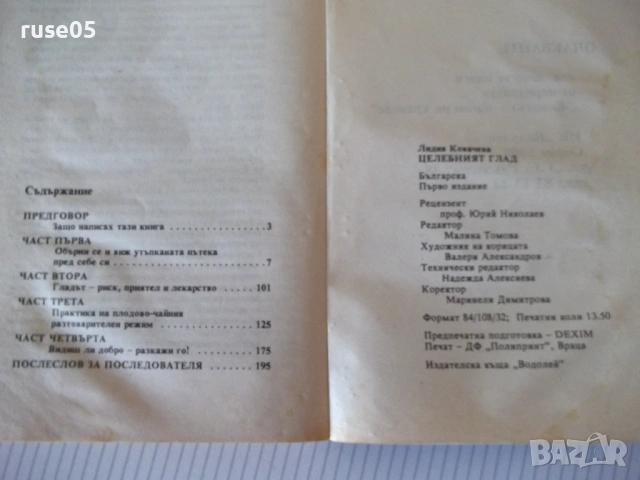 ruse05
Съдържание
ПРЕДГОВОР
Защо написах тази книга 3
ЧАСТ ПЪРВА
Обърни се и виж утъпканата пътека
пред себе си 7
ЧАСТ ВТОРА
Гладът – риск, приятел и лекарство 101
ЧАСТ ТРЕТА
Практика на плодово-чайния
разтоварителен режим 125
ЧАСТ ЧЕТВЪРТА
Видиш ли добро – разкажи го! 175
ПОСЛЕСЛОВ ЗА ПОСЛЕДОВАТЕЛЯ 195
Лидия Ковачева
ЦЕЛЕБНИЯТ ГЛАД
Българска
Първо издание
Рецензент
проф. Юрий Николаев
Редактор
Малина Томова
Художник на корицата
Валери Александров
Технически редактор
Надежда Алексиева
Коректор
Маринели Димитрова
Формат 84/108/32; Печатни коли 13.50
Предпечатна подготовка – DEXIM
Печат – ДФ „Полипринт", Враца
Издателска къща „Водолей"
BAZAR
bg